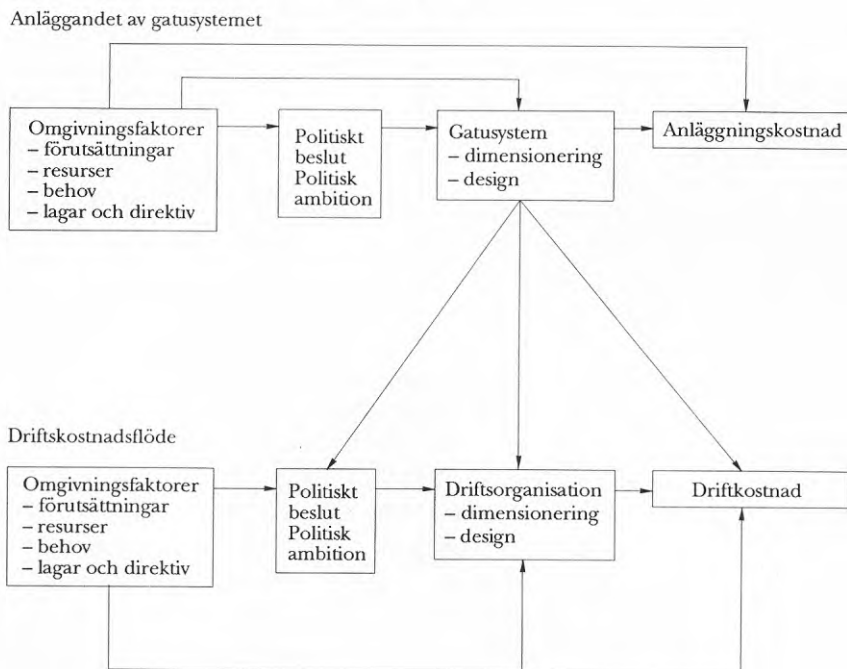 Anläggandet av gatusystemet
Omgivningsfaktorer
– förutsättningar
– resurser
– behov
– lagar och direktiv
Politiskt
beslut
Politisk
ambition
Gatusystem
– dimensionering
– design
Anläggningskostnad
Driftskostnadsflöde
Omgivningsfaktorer
– förutsättningar
– resurser
– behov
– lagar och direktiv
Politiskt
beslut
Politisk
ambition
Driftsorganisation
– dimensionering
– design
Driftkostnad